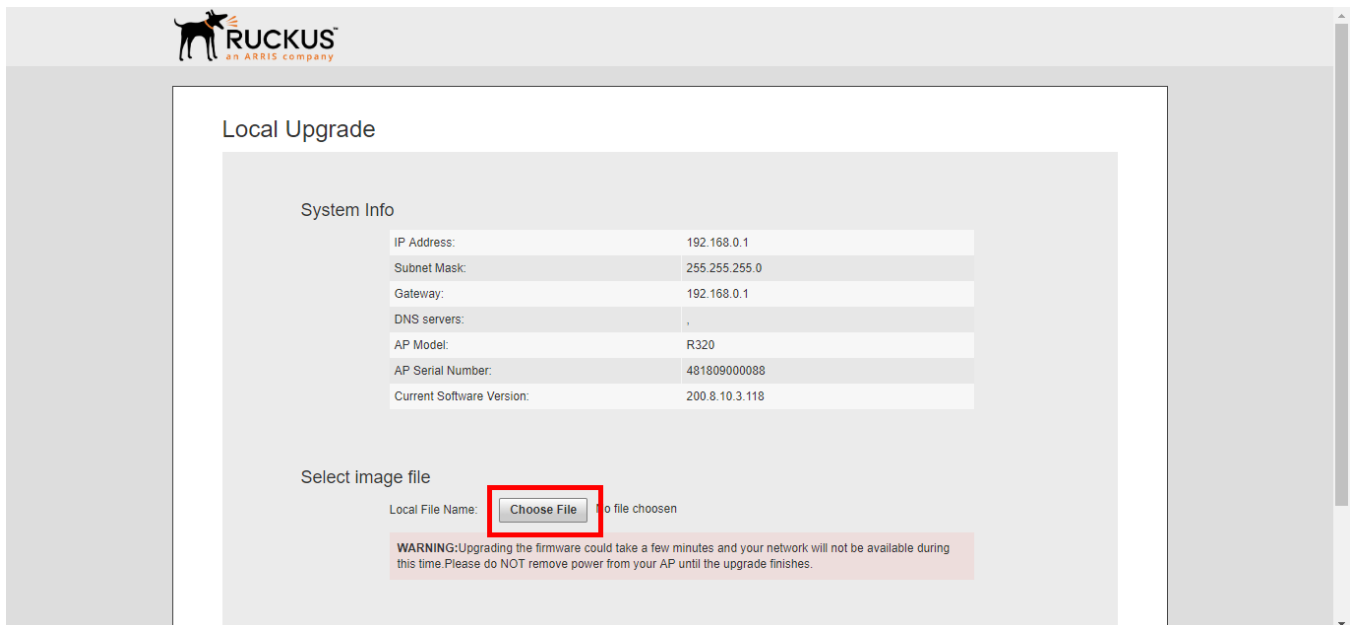 RUCKUS™
an ARRIS company
Local Upgrade
System Info
IP Address: 192.168.0.1
Subnet Mask: 255.255.255.0
Gateway: 192.168.0.1
DNS servers: ,
AP Model: R320
AP Serial Number: 481809000088
Current Software Version: 200.8.10.3.118
Select image file
Local File Name: Choose File o file choosen
WARNING:Upgrading the firmware could take a few minutes and your network will not be available during
this time.Please do NOT remove power from your AP until the upgrade finishes.